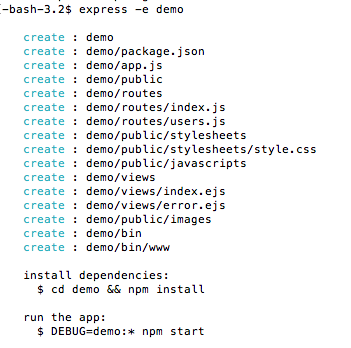 [-bash-3.2$ express -e demo
create : demo
create : demo/package.json
create : demo/app.js
create : demo/public
create : demo/routes
create : demo/routes/index.js
create : demo/routes/users.js
create : demo/public/stylesheets
create : demo/public/stylesheets/style.css
create : demo/public/javascripts
create : demo/views
create : demo/views/index.ejs
create : demo/views/error.ejs
create : demo/public/images
create : demo/bin
create : demo/bin/www
install dependencies:
$ cd demo && npm install
run the app:
$ DEBUG=demo:* npm start